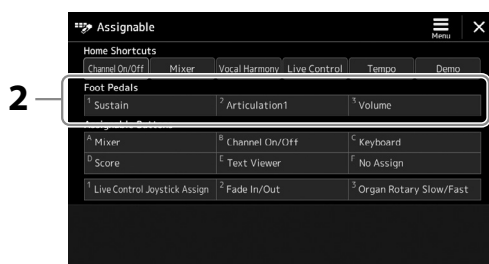 Assignable
Menu
Home Shortcuts
Channel On/Off Mixer Vocal Harmony Live Control Tempo Demo
2
Foot Pedals
1 Sustain 2 Articulation1 3 Volume
Assignable Buttons
A Mixer B Channel On/Off C Keyboard
D Score E Text Viewer F No Assign
1 Live Control Joystick Assign 2 Fade In/Out 3 Organ Rotary Slow/Fast